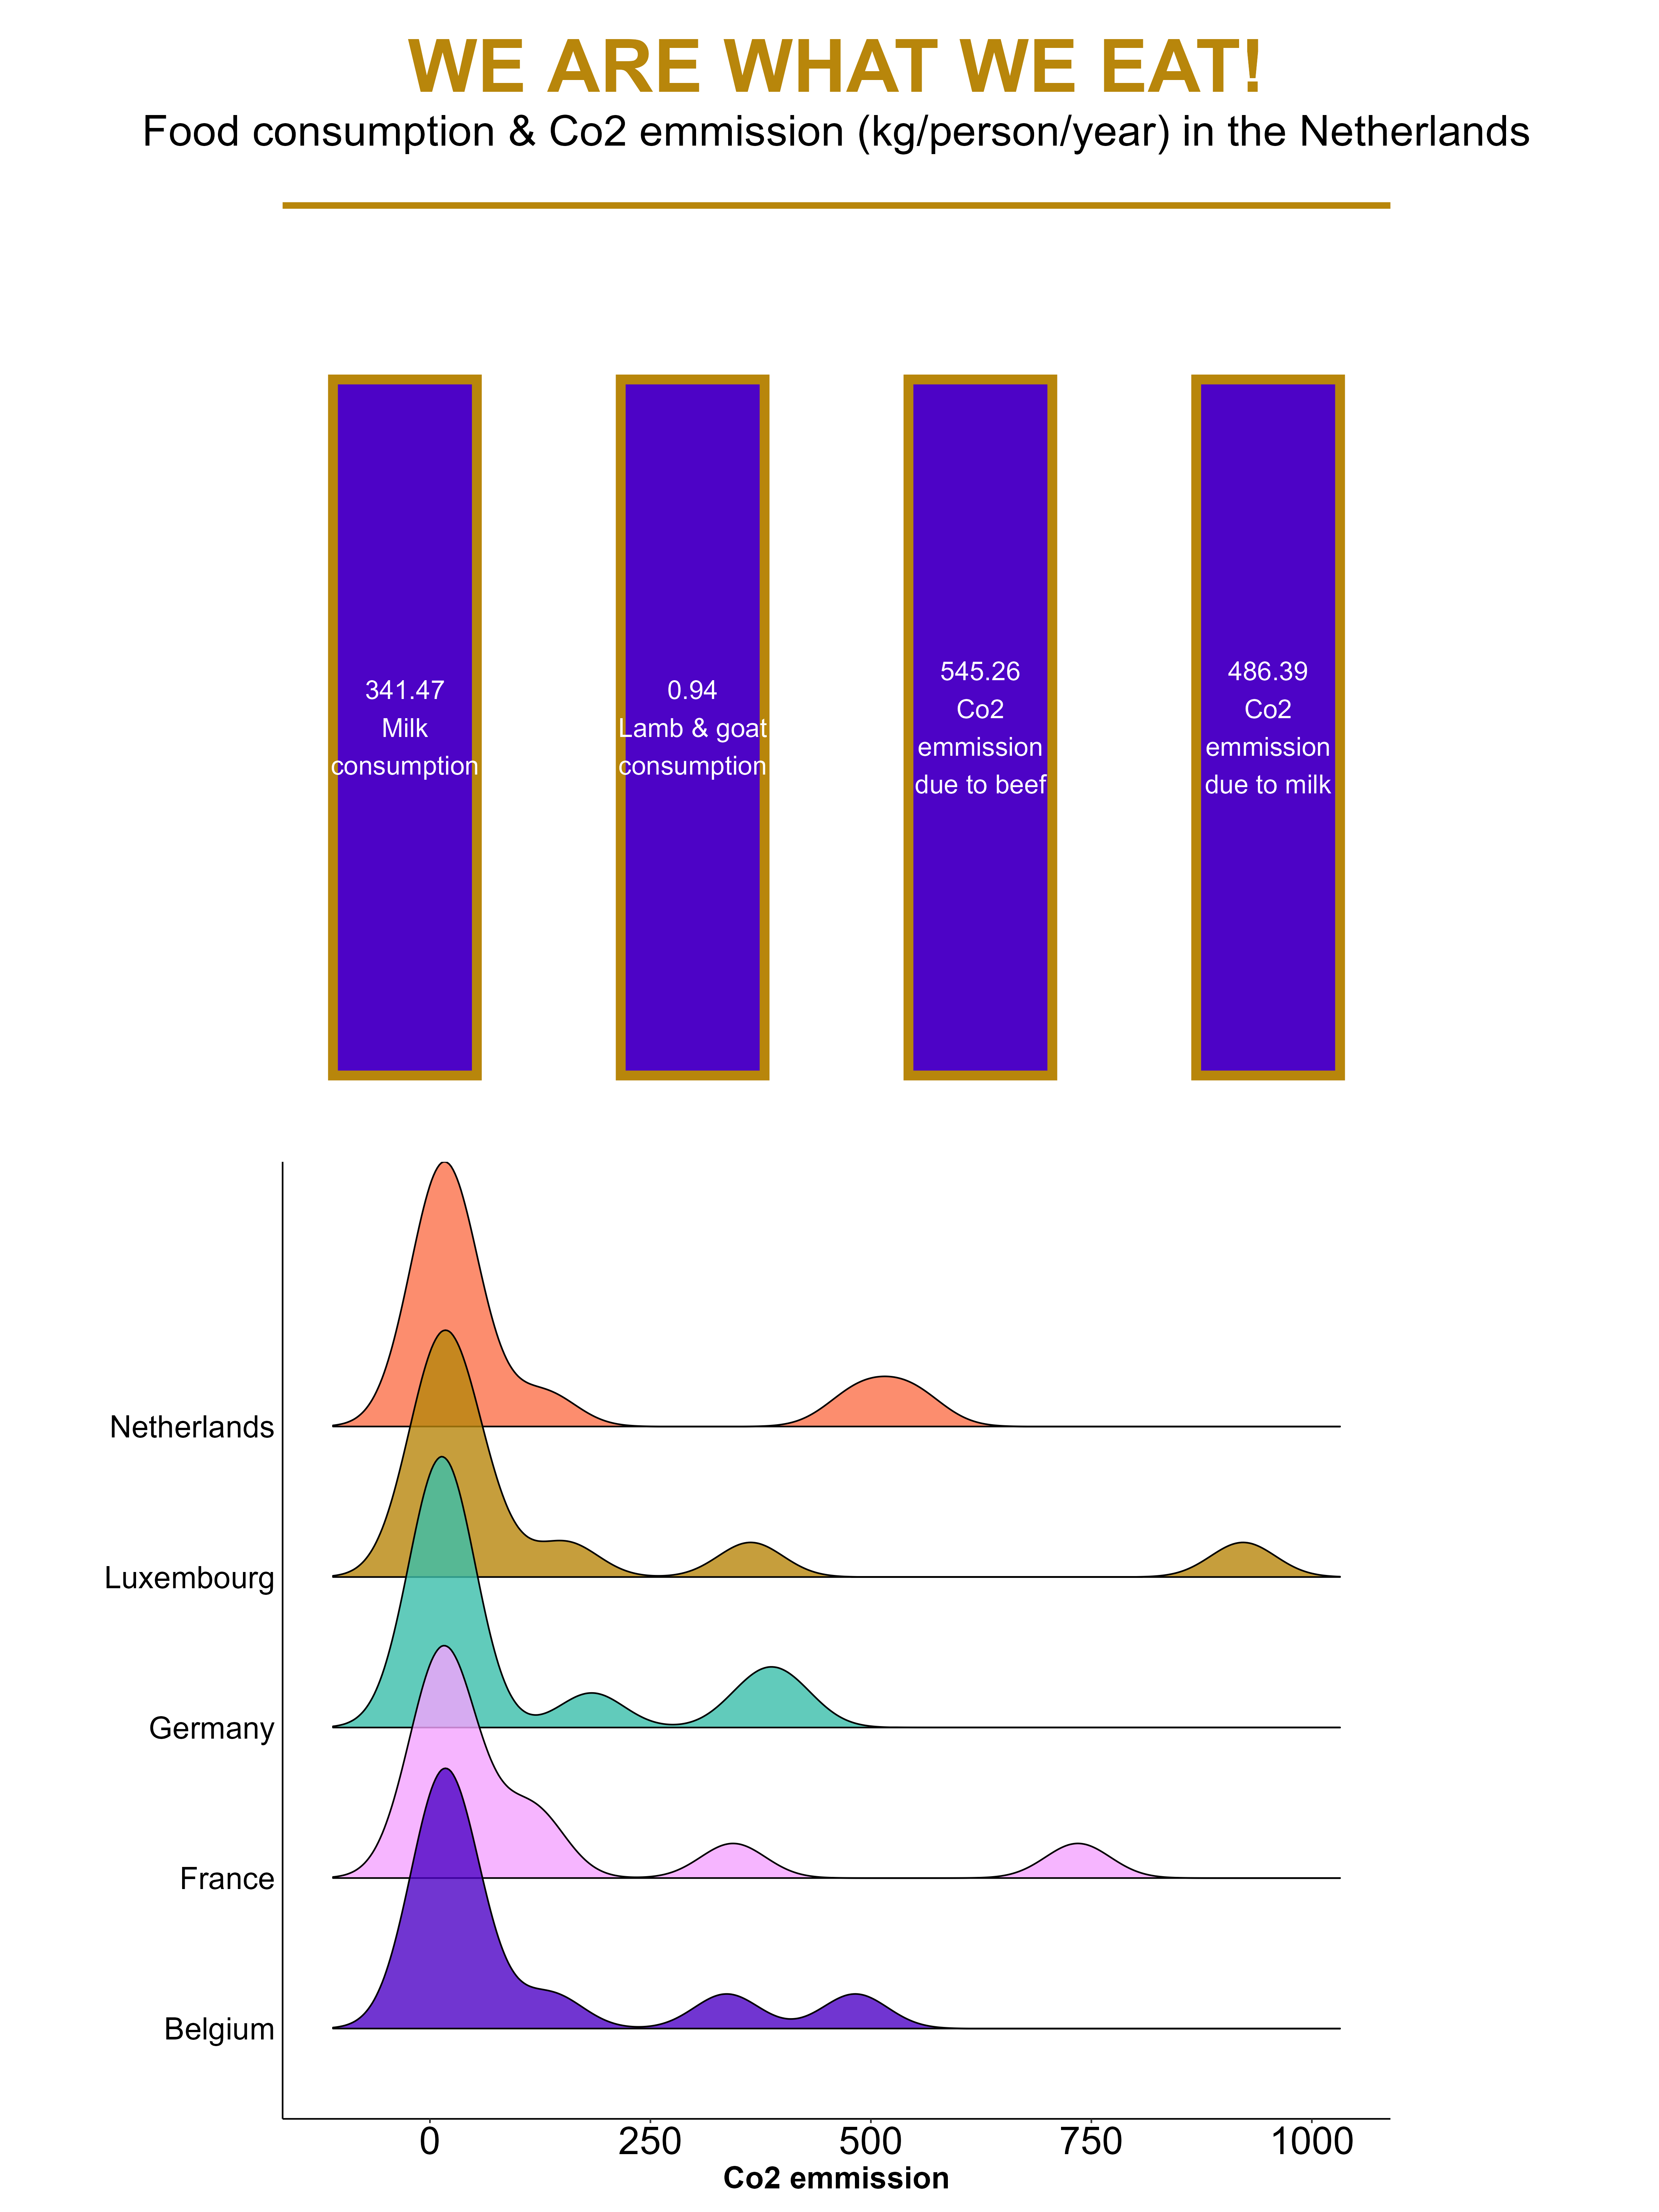 WE ARE WHAT WE EAT!
Food consumption & Co2 emmission (kg/person/year) in the Netherlands
341.47
Milk
consumption
0.94
Lamb & goat
consumption
545.26
Co2
emmission
due to beef
486.39
Co2
emmission
due to milk
Netherlands
Luxembourg
Germany
France
Belgium
0 250 500 750 1000
Co2 emmission